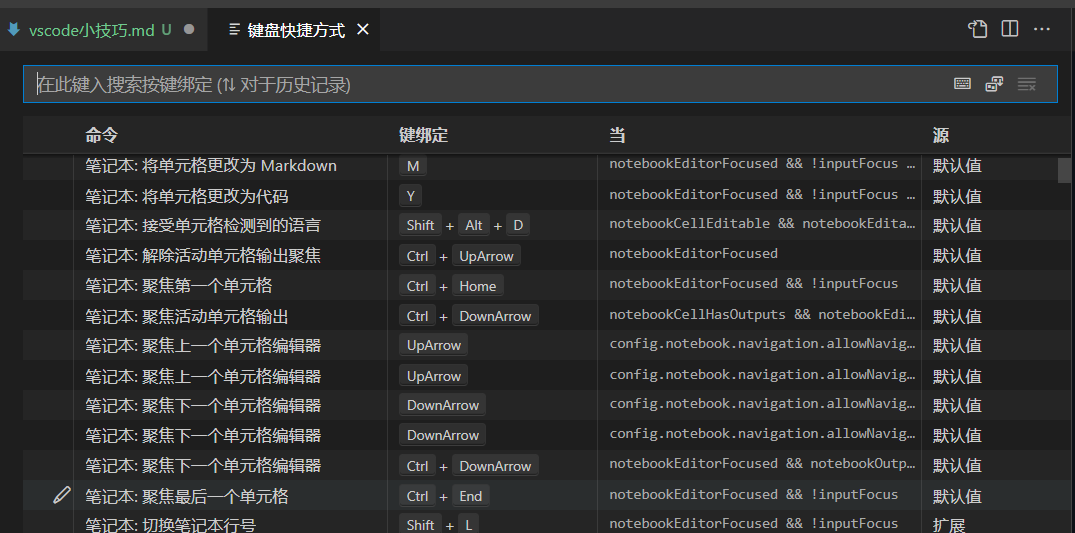 vscode小技巧.md U 键盘快捷方式
在此键入搜索按键绑定 (⇅ 对于历史记录)
命令 键绑定 当 源
笔记本: 将单元格更改为 Markdown M notebookEditorFocused && !inputFocus … 默认值
笔记本: 将单元格更改为代码 Y notebookEditorFocused && !inputFocus … 默认值
笔记本: 接受单元格检测到的语言 Shift + Alt + D notebookCellEditable && notebookEdita… 默认值
笔记本: 解除活动单元格输出聚焦 Ctrl + UpArrow notebookEditorFocused 默认值
笔记本: 聚焦第一个单元格 Ctrl + Home notebookEditorFocused && !inputFocus 默认值
笔记本: 聚焦活动单元格输出 Ctrl + DownArrow notebookCellHasOutputs && notebookEdi… 默认值
笔记本: 聚焦上一个单元格编辑器 UpArrow config.notebook.navigation.allowNavig… 默认值
笔记本: 聚焦上一个单元格编辑器 UpArrow config.notebook.navigation.allowNavig… 默认值
笔记本: 聚焦下一个单元格编辑器 DownArrow config.notebook.navigation.allowNavig… 默认值
笔记本: 聚焦下一个单元格编辑器 DownArrow config.notebook.navigation.allowNavig… 默认值
笔记本: 聚焦下一个单元格编辑器 Ctrl + DownArrow notebookEditorFocused && notebookOutp… 默认值
笔记本: 聚焦最后一个单元格 Ctrl + End notebookEditorFocused && !inputFocus 默认值
笔记本: 切换笔记本行号 Shift + L notebookEditorFocused && !inputFocus 扩展